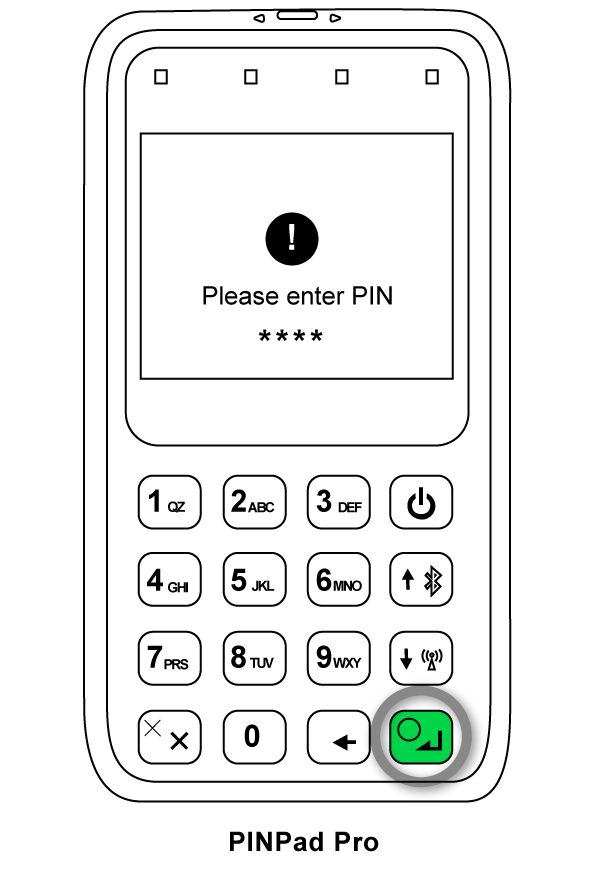 !
Please enter PIN
****
1 QZ 2 ABC 3 DEF
4 GHI 5 JKL 6 MNO
7 PRS 8 TUV 9 WXY
0
PINPad Pro